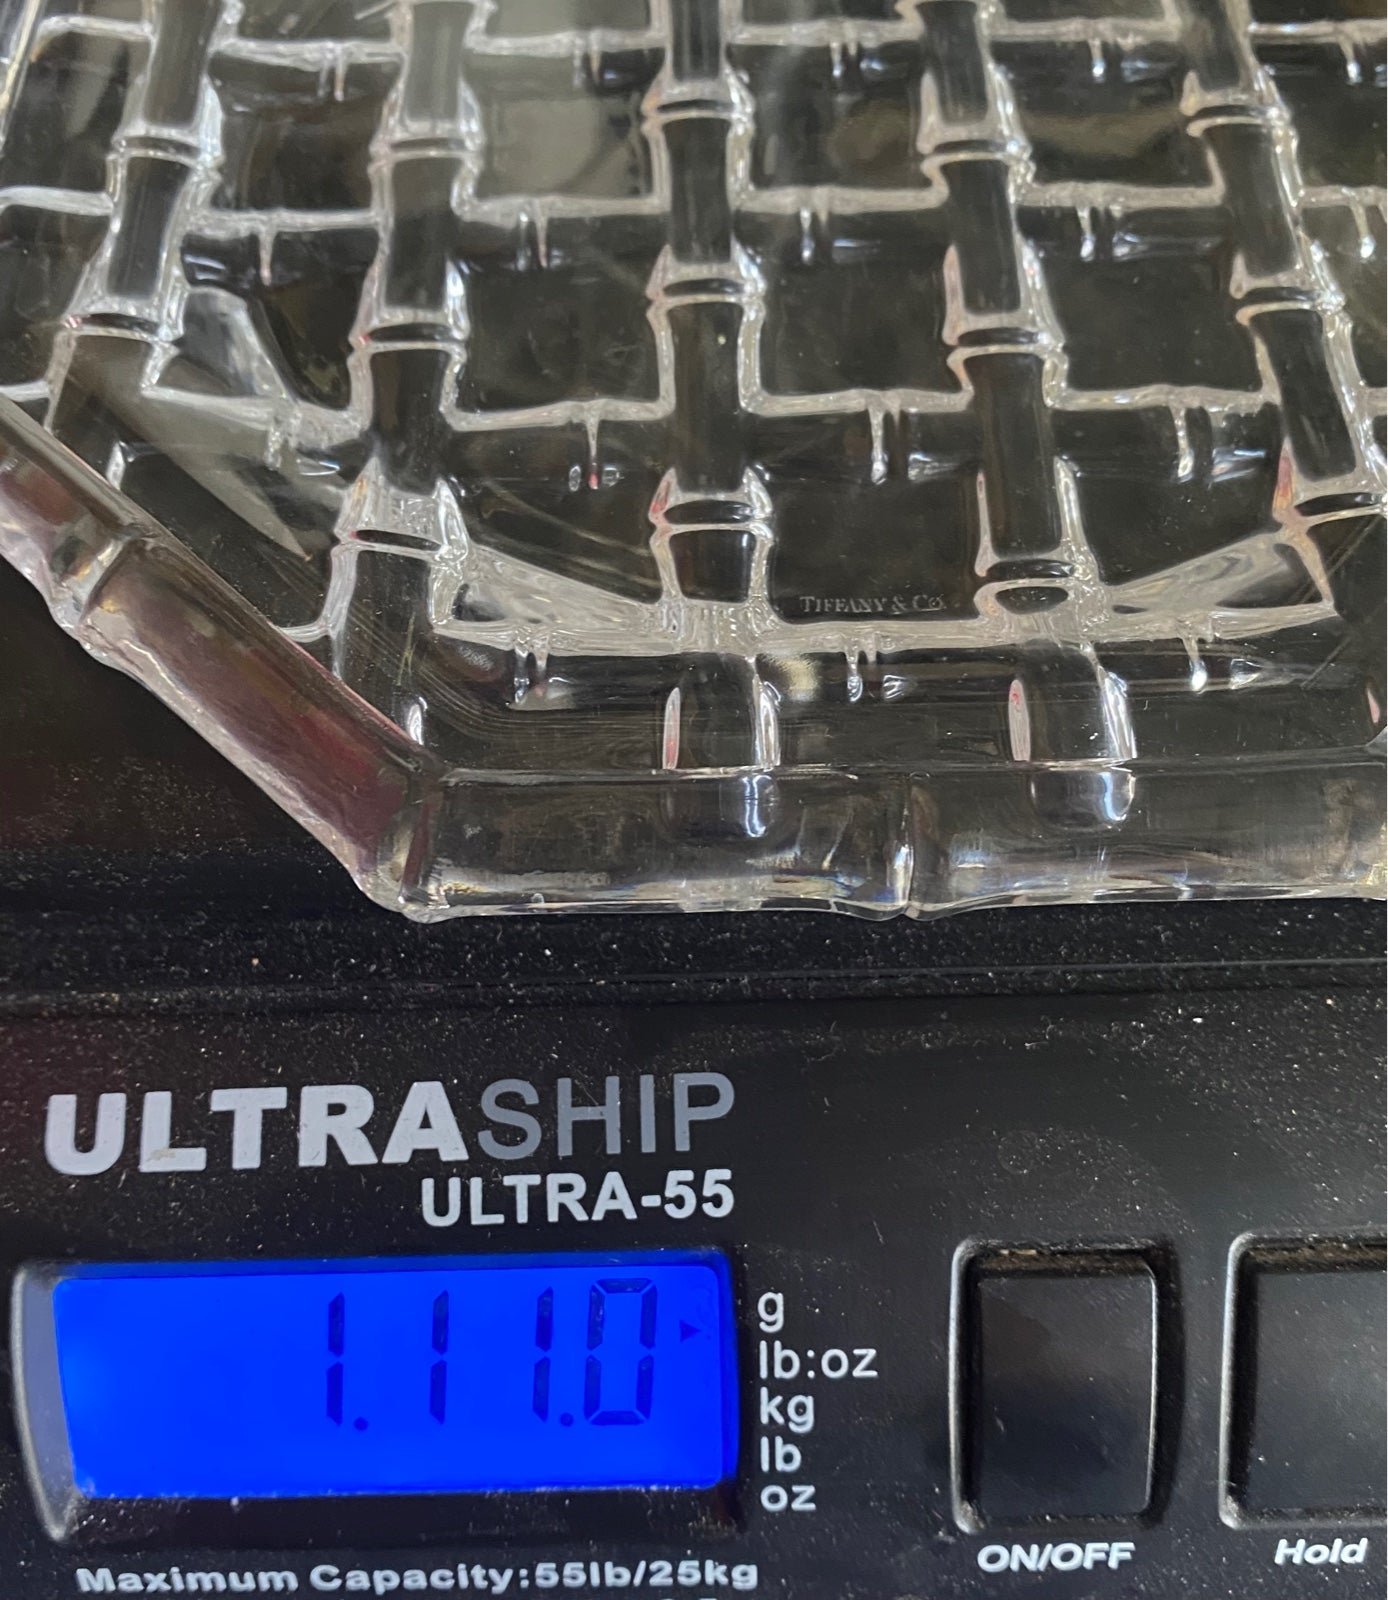 TIFFANY & CO.
ULTRASHIP
ULTRA-55
1.11.0
g
lb:oz
kg
lb
oz
ON/OFF
Hold
Maximum Capacity:55lb/25kg